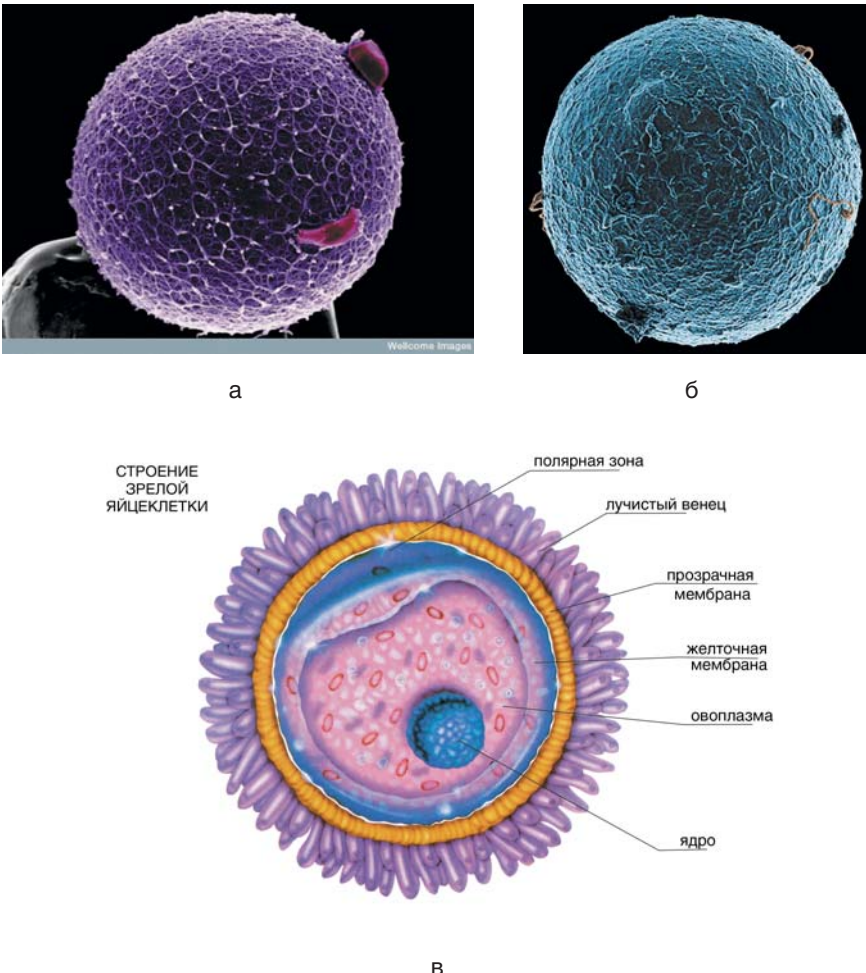 Wellcome Images
а
б
СТРОЕНИЕ
ЗРЕЛОЙ
ЯЙЦЕКЛЕТКИ
полярная зона
лучистый венец
прозрачная
мембрана
желточная
мембрана
овоплазма
ядро
в